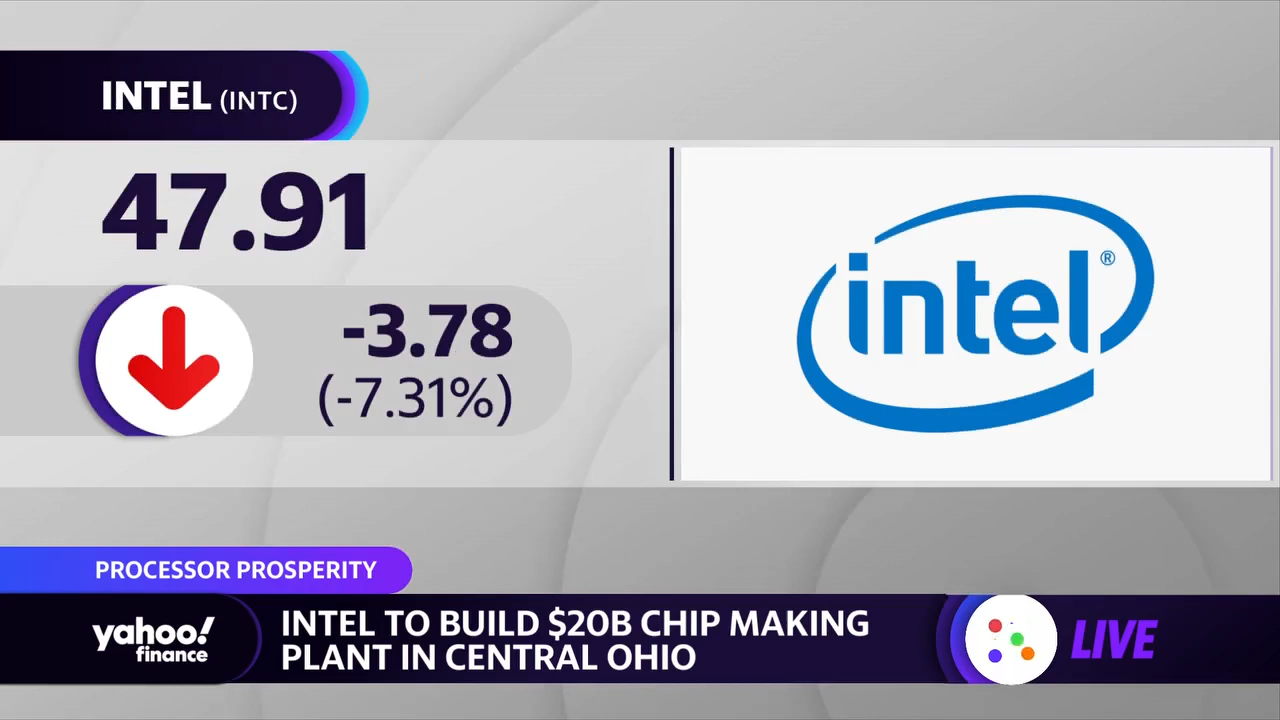 INTEL (INTC)
47.91
-3.78
(-7.31%)
intel®
PROCESSOR PROSPERITY
yahoo!
finance
INTEL TO BUILD $20B CHIP MAKING
PLANT IN CENTRAL OHIO
LIVE